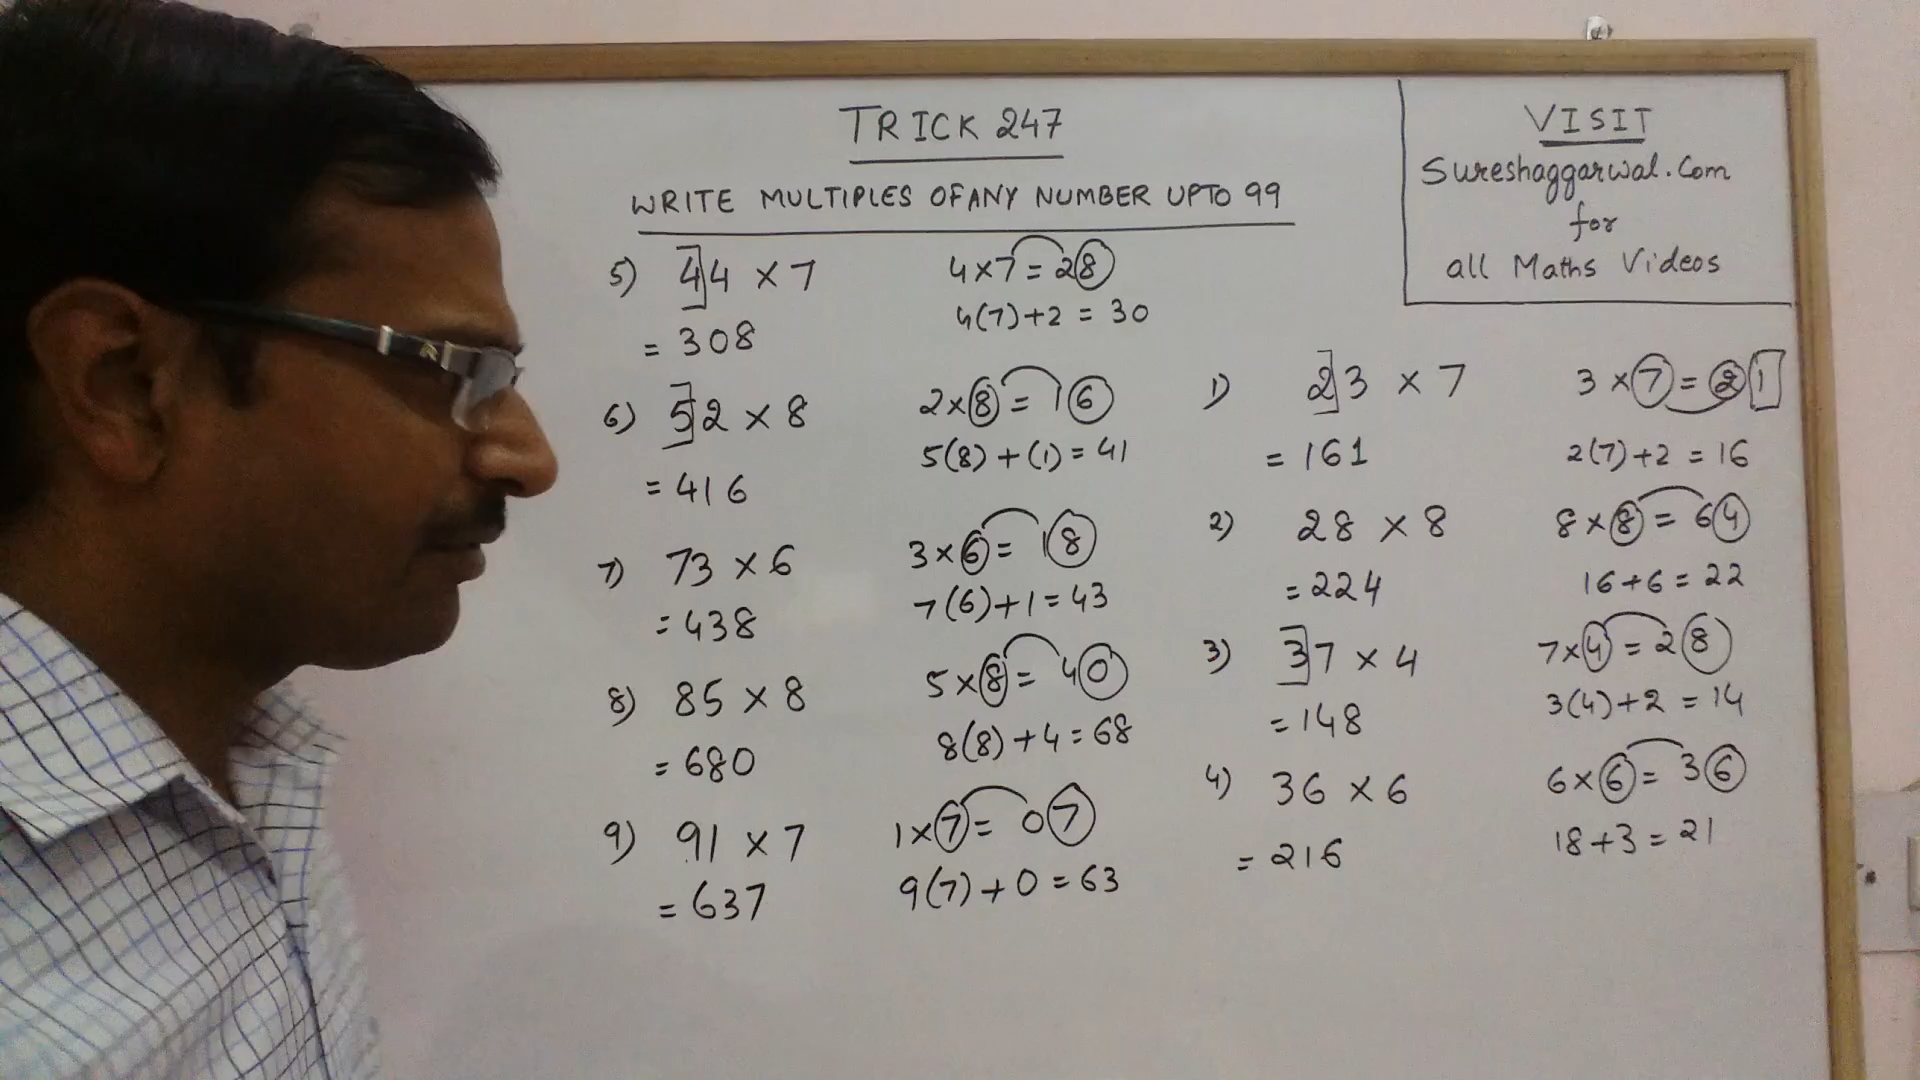 TRICK 247
WRITE MULTIPLES OF ANY NUMBER UPTO 99
VISIT
Sureshaggarwal.Com
for
all Maths Videos
1) 23 × 7 3 × 7 = 21
= 161 2(7)+2 = 16
2) 28 × 8 8 × 8 = 64
= 224 16+6 = 22
3) 37 × 4 7×4 = 28
= 148 3(4)+2 = 14
4) 36 × 6 6×6 = 36
= 216 18+3 = 21
5) 44 × 7 4×7 = 28
= 308 4(7)+2 = 30
6) 52 × 8 2×8 = 16
= 416 5(8)+(1) = 41
7) 73 × 6 3×6 = 18
= 438 7(6)+1 = 43
8) 85 × 8 5×8 = 40
= 680 8(8)+4 = 68
9) 91 × 7 1×7 = 07
= 637 9(7)+0 = 63